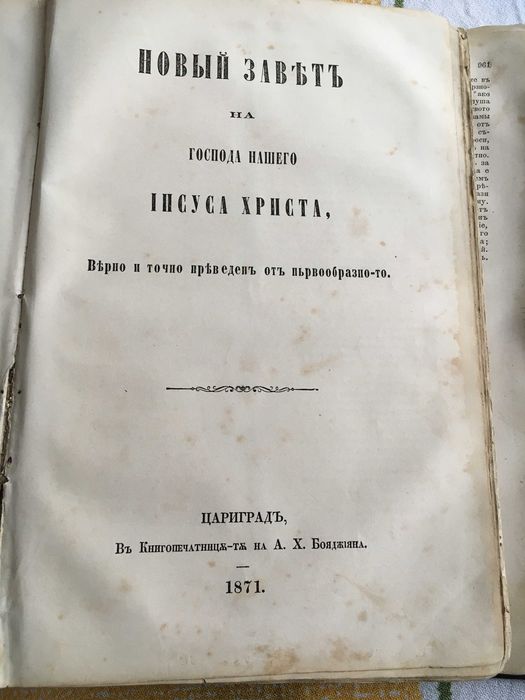 НОВЫЙ ЗАВѢТЪ
НА
ГОСПОДА НАШЕГО
ІИСУСА ХРИСТА,
Вѣрно и точно прѣведенъ отъ първообразно-то.
ЦАРИГРАДЪ,
Въ Книгопечатницѫ-тѫ на А. Х. Бояджіяна.
1871.
961